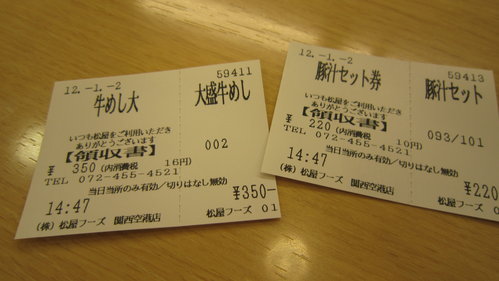 12.-1.-2
牛めし大
いつも松屋をご利用いただき
ありがとうございます
【領収書】
¥ 350(内消費税 16円)
TEL 072-455-4521
当日当所のみ有効/切りはなし無効
14:47
(株)松屋フーズ 関西空港店
59411
大盛牛めし
002
¥350-
松屋フーズ 01
12.-1.-2
豚汁セット券
いつも松屋をご利用いただき
ありがとうございます
【領収書】
¥ 220(内消費税 10円)
TEL 072-455-4521
当日当所のみ有効/切りはなし無効
14:47
(株)松屋フーズ 関西空港店
59413
豚汁セット
093/101
¥220
松屋フーズ 0